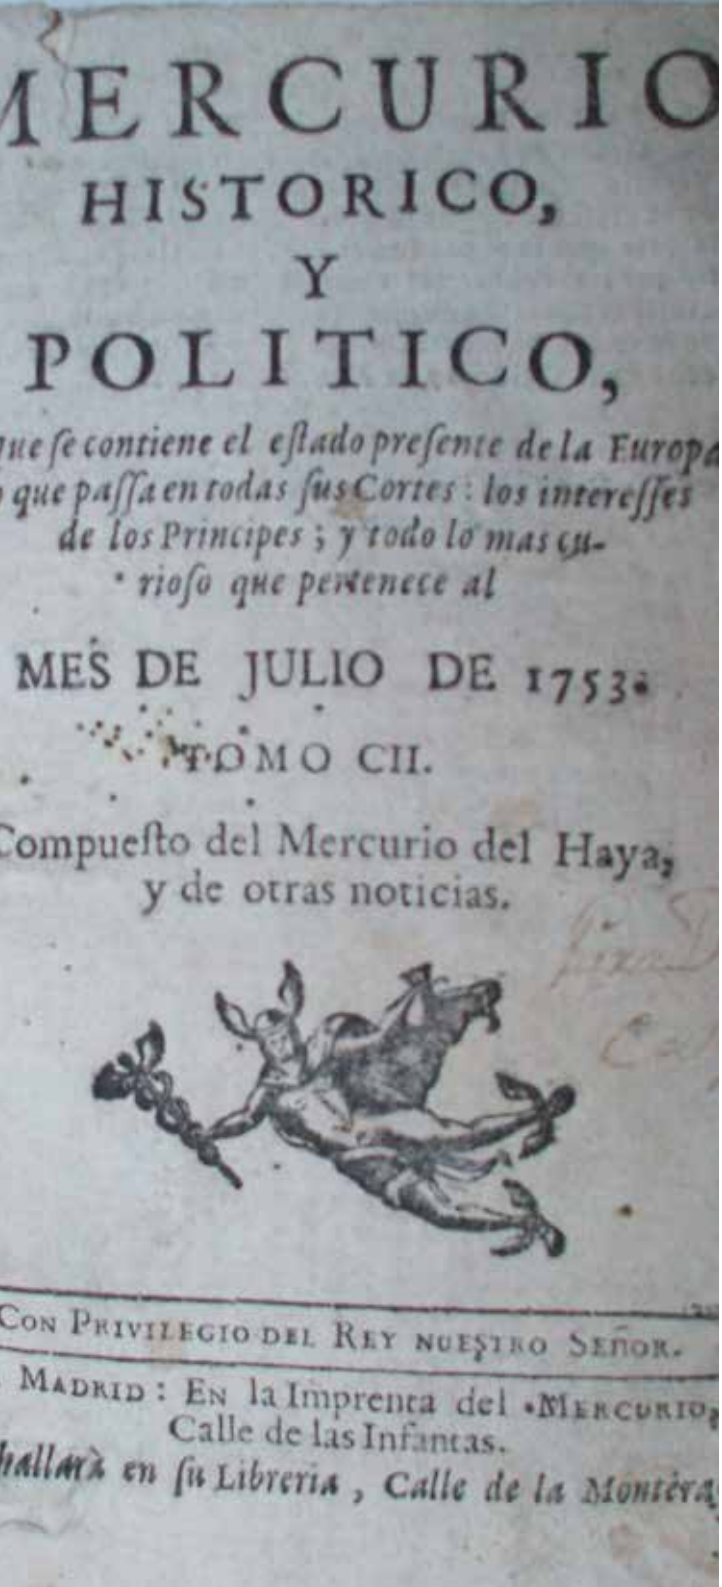 MERCURIO
HISTORICO,
Y
POLITICO,
que ſe contiene el eſtado preſente de la Europa
que paſſa en todas ſus Cortes : los intereſſes
de los Principes ; y todo lo mas cu-
rioſo que pertenece al
MES DE JULIO DE 1753.
TOMO CII.
Compueſto del Mercurio del Haya,
y de otras noticias.
CON PRIVILEGIO DEL REY NUESTRO SEñOR.
MADRID : EN la Imprenta del MERCURIO,
Calle de las Infantas.
hallarà en ſu Libreria , Calle de la Montèra,